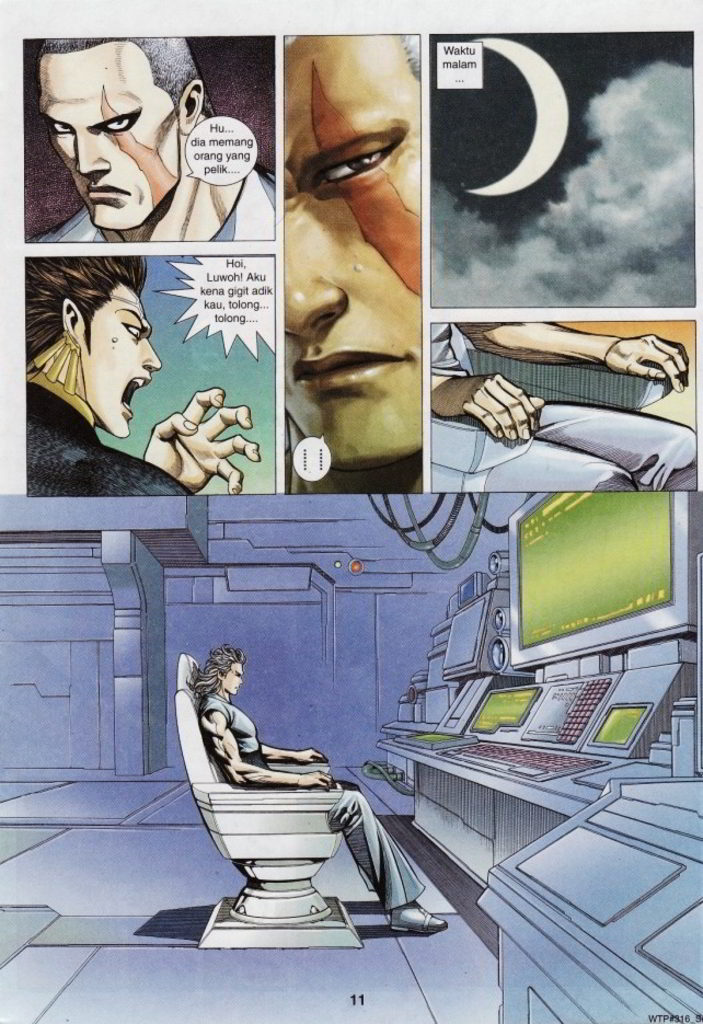 Hu...
dia memang
orang yang
pelik....
Hoi,
Luwoh! Aku
kena gigit adik
kau, tolong...
tolong....
Waktu
malam
...
11
WTP#316_S